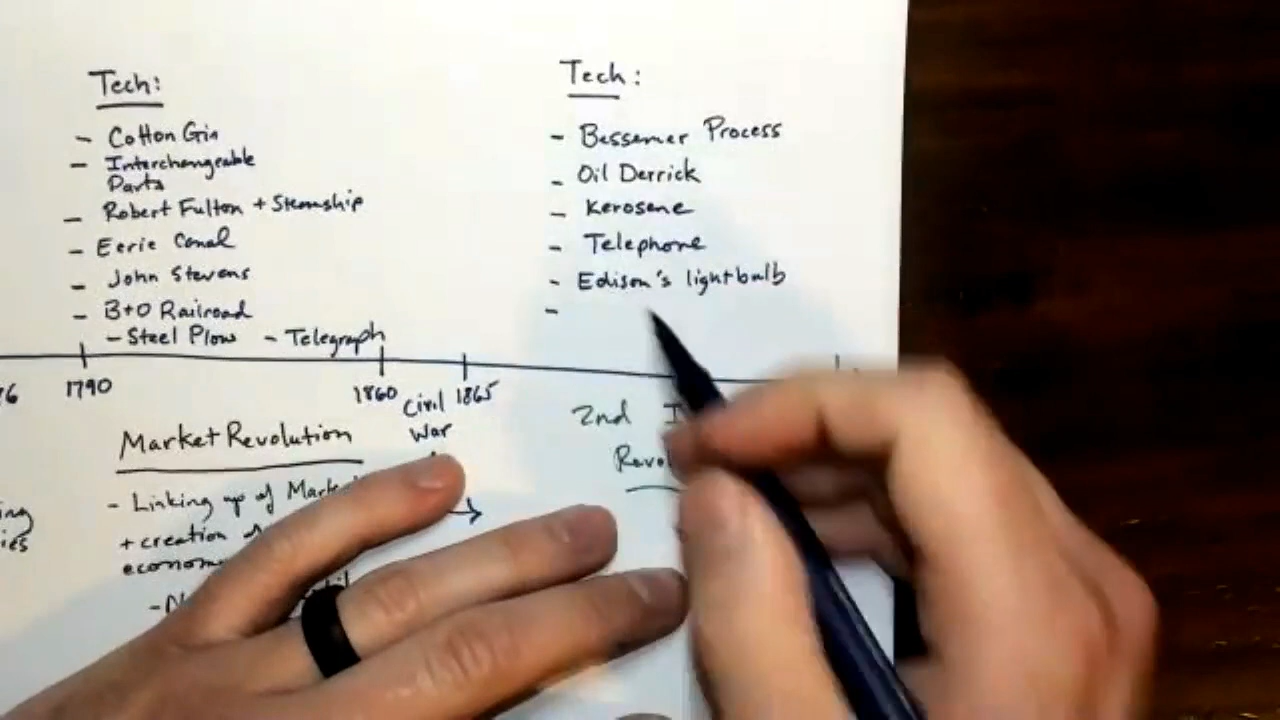 Tech:
- Cotton Gin
- Interchangeable
Parts
- Robert Fulton + Steamship
- Eerie Canal
- John Stevens
- B+O Railroad
- Steel Plow - Telegraph
Tech:
- Bessemer Process
- Oil Derrick
- Kerosene
- Telephone
- Edison's lightbulb
-
1790
1860
1865
Civil
War
Market Revolution
- Linking up of Mark
+ creation
econom
2nd
Revol